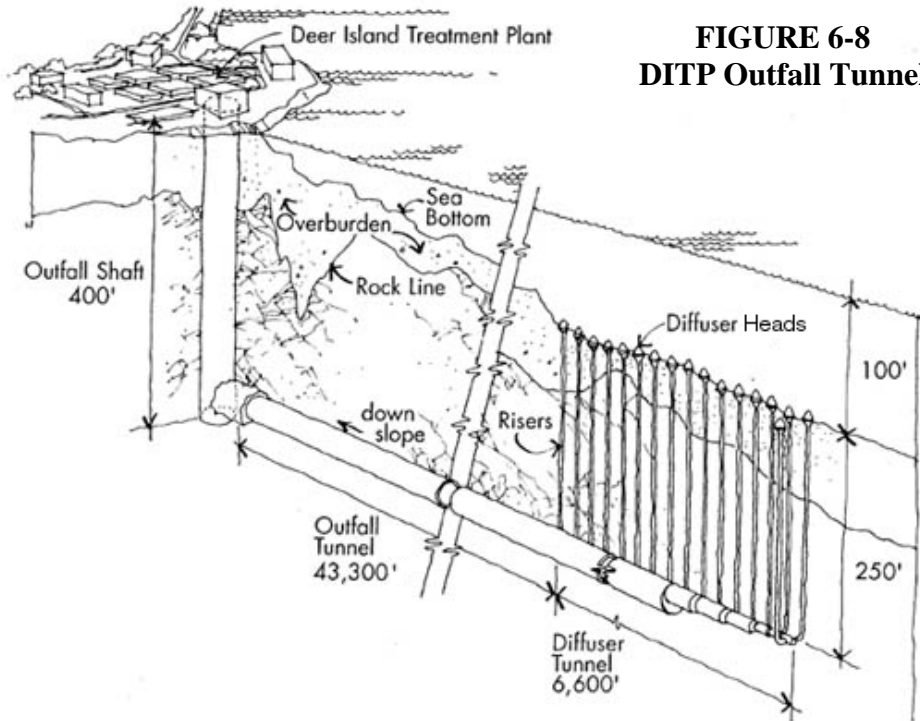 FIGURE 6-8
DITP Outfall Tunnel
Deer Island Treatment Plant
Sea
Bottom
Overburden
Outfall Shaft
400'
Rock Line
Diffuser Heads
100'
down
slope
Risers
Outfall
Tunnel
43,300'
250'
Diffuser
Tunnel
6,600'